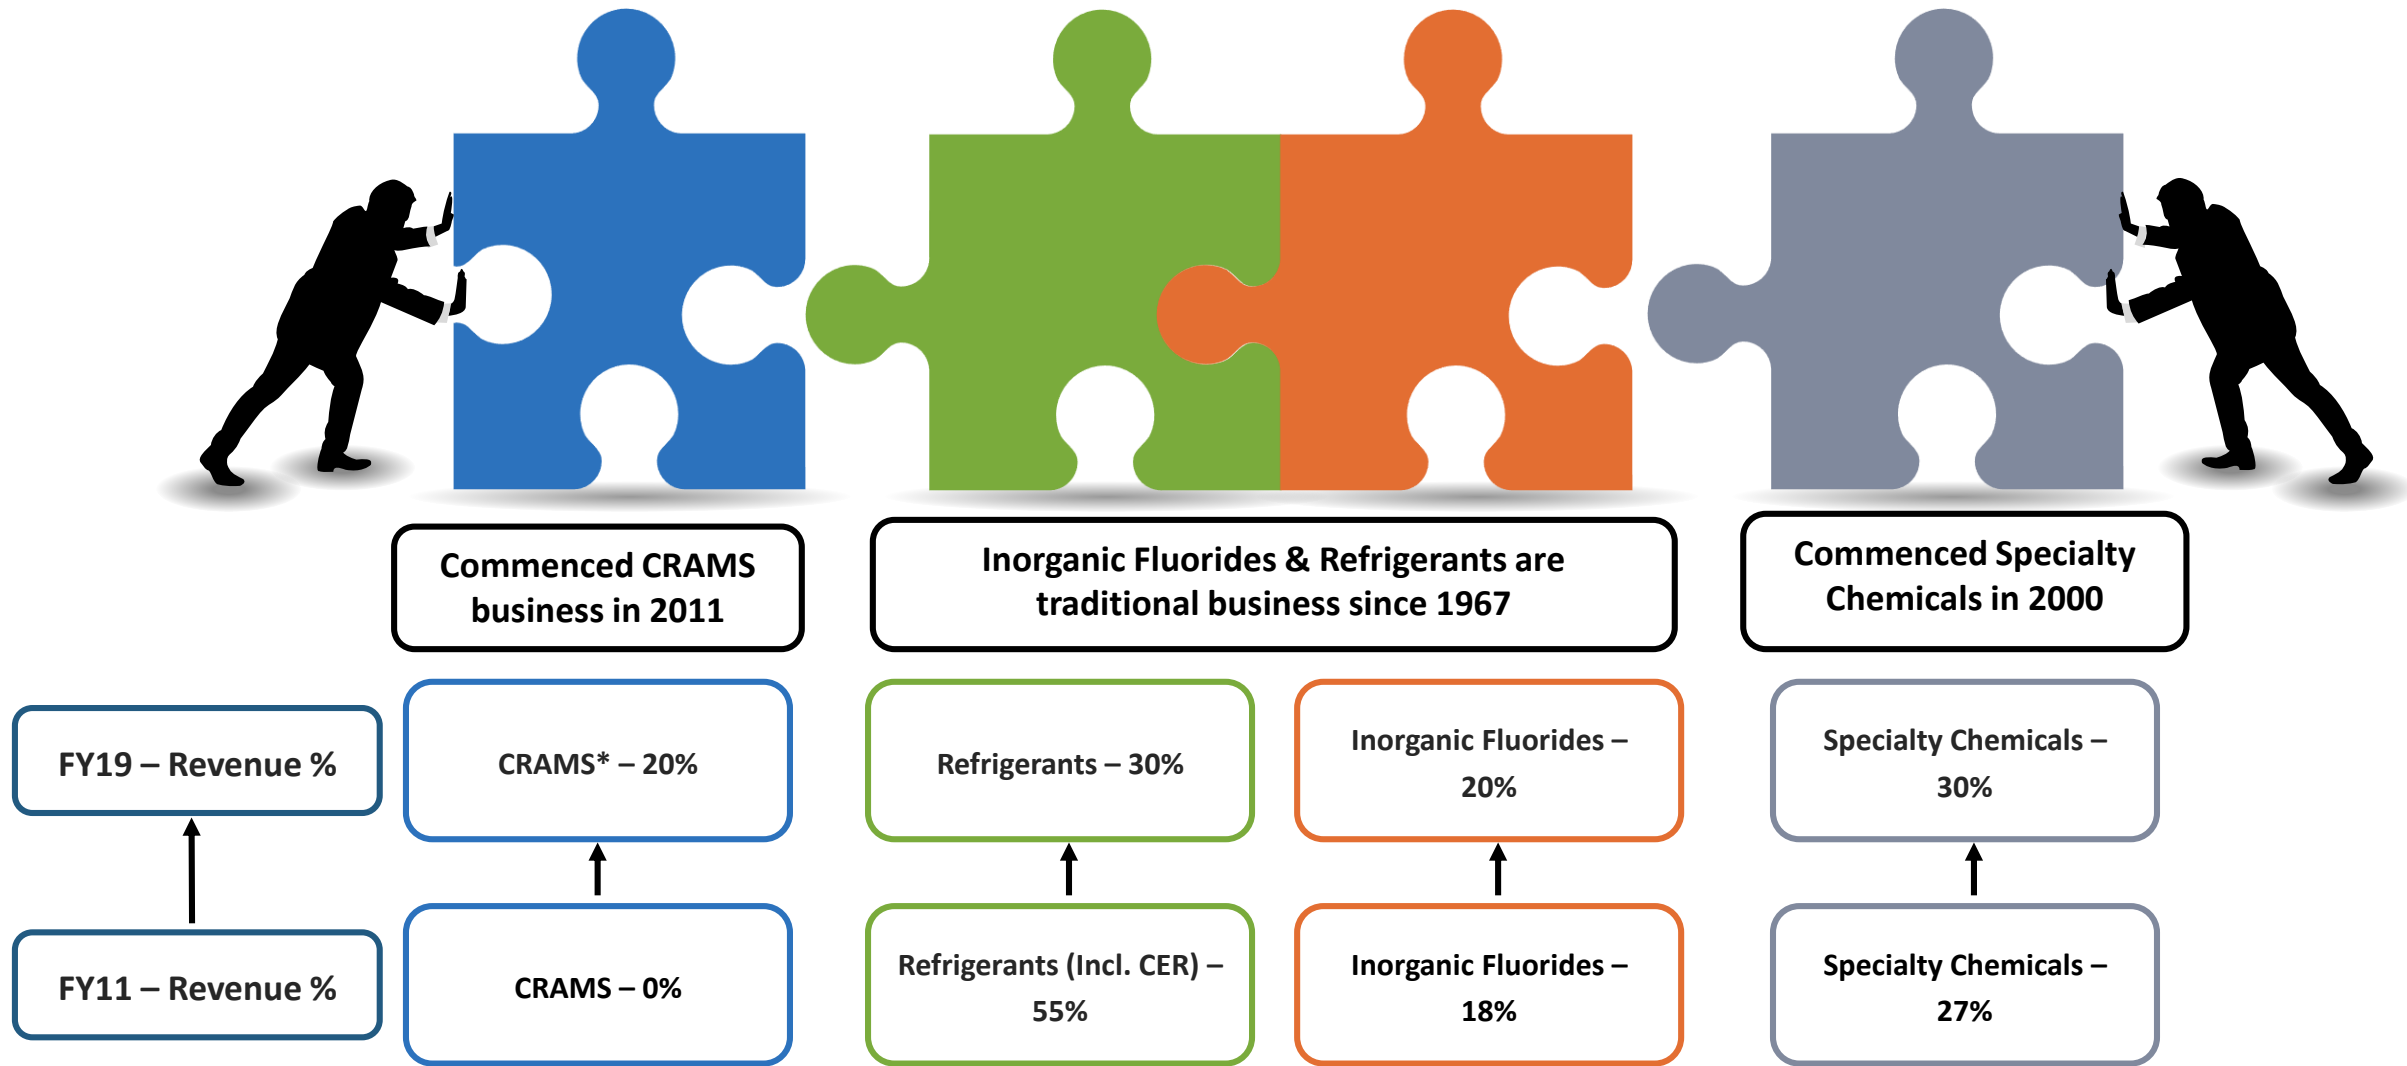 Commenced CRAMS
business in 2011
Inorganic Fluorides & Refrigerants are
traditional business since 1967
Commenced Specialty
Chemicals in 2000
FY19 – Revenue %
CRAMS* – 20%
Refrigerants – 30%
Inorganic Fluorides –
20%
Specialty Chemicals –
30%
FY11 – Revenue %
CRAMS – 0%
Refrigerants (Incl. CER) –
55%
Inorganic Fluorides –
18%
Specialty Chemicals –
27%